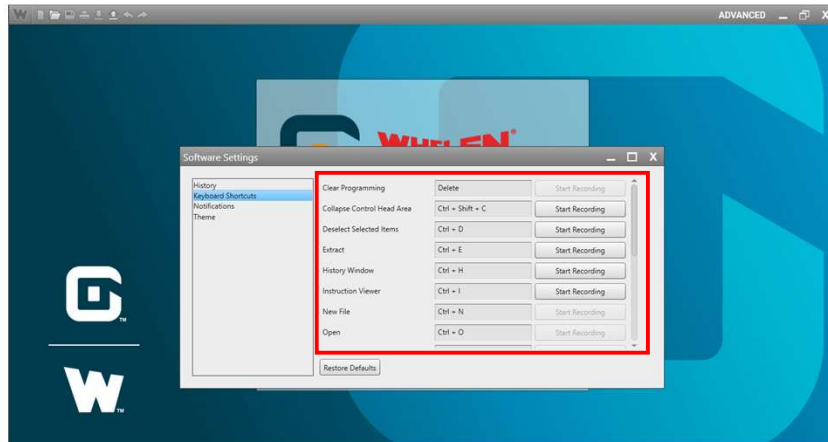 W ADVANCED X
WHELEN®
Software Settings X
History
Keyboard Shortcuts
Notifications
Theme
Clear Programming Delete Start Recording
Collapse Control Head Area Ctrl + Shift + C Start Recording
Deselect Selected Items Ctrl + D Start Recording
Extract Ctrl + E Start Recording
History Window Ctrl + H Start Recording
Instruction Viewer Ctrl + I Start Recording
New File Ctrl + N Start Recording
Open Ctrl + O Start Recording
Restore Defaults
TM
W TM